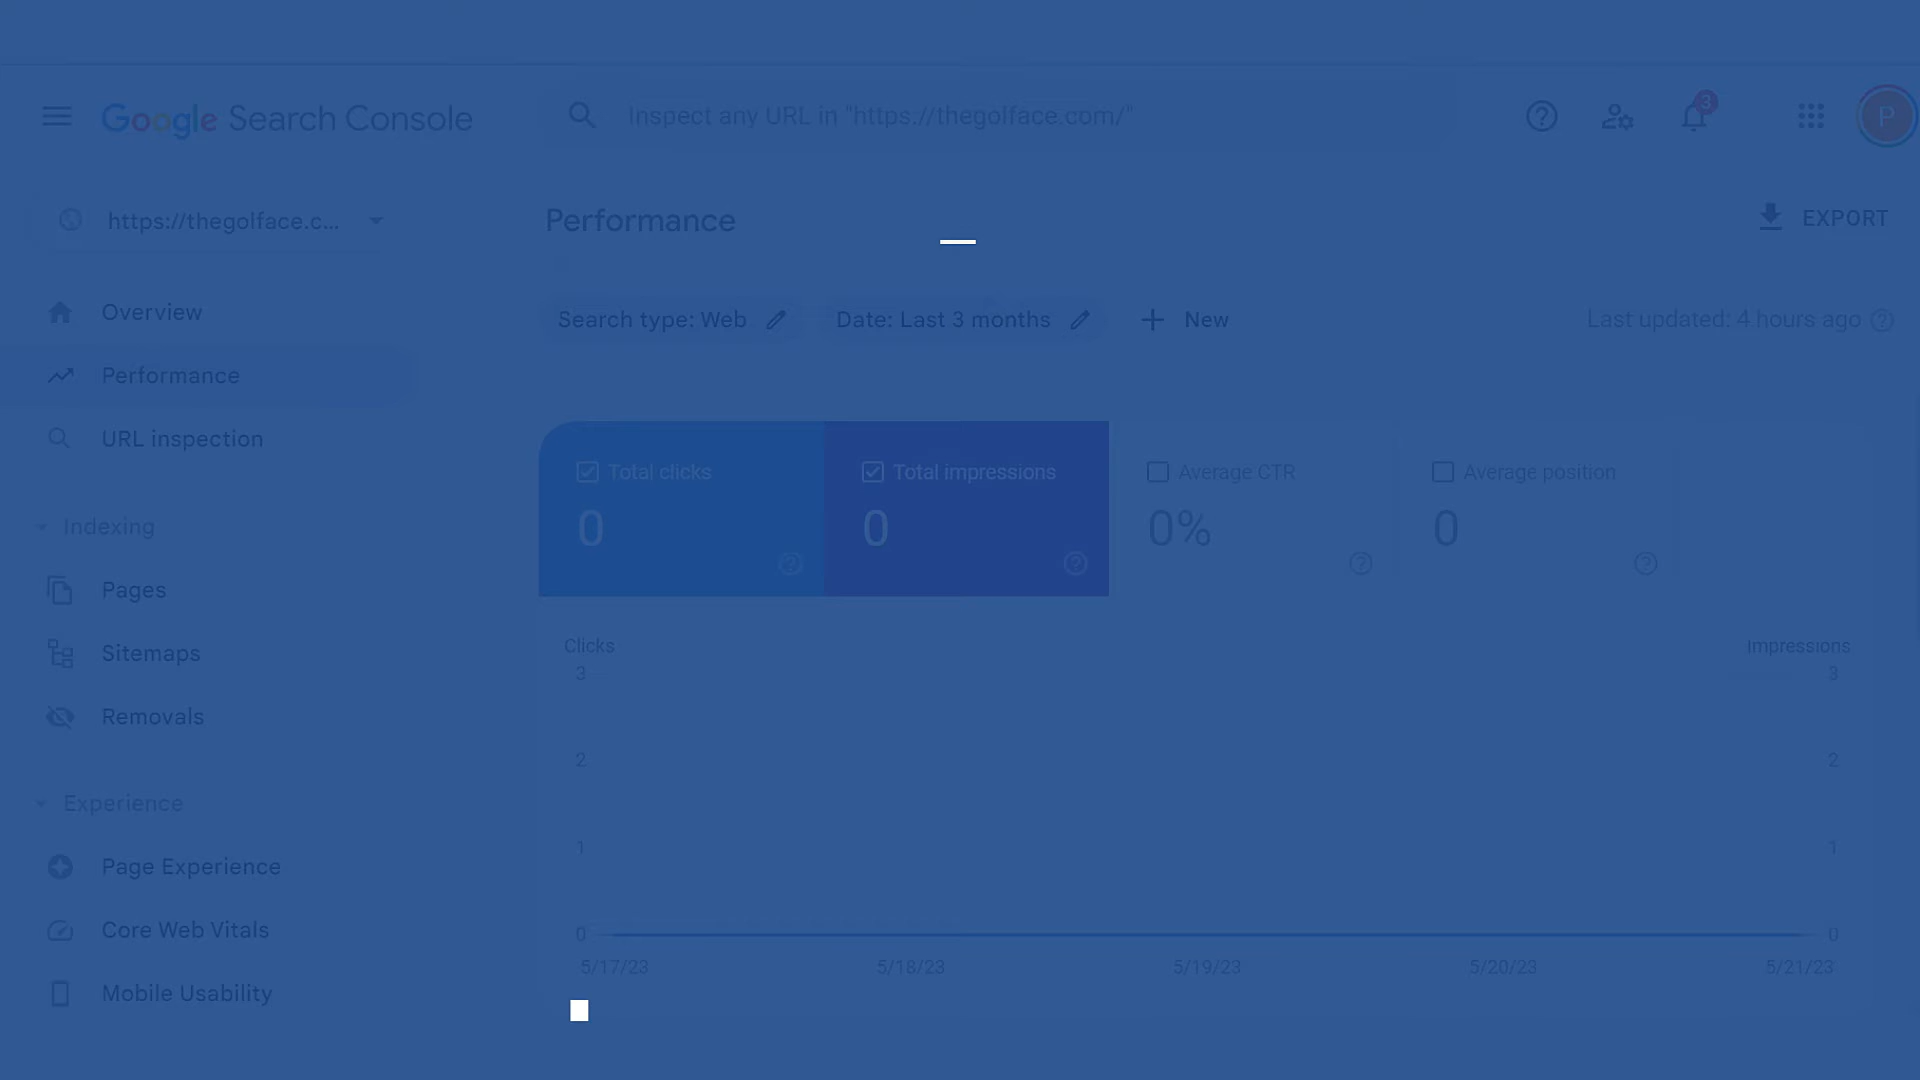 Google Search Console
Inspect any URL in "https://thegolface.com/"
3
P
https://thegolface.c...
Performance
EXPORT
Overview
Search type: Web
Date: Last 3 months
New
Last updated: 4 hours ago
Performance
URL inspection
Total clicks
0
Total impressions
0
Average CTR
0%
Average position
0
Indexing
Pages
Sitemaps
Removals
Clicks
Impressions
3
3
2
2
1
1
0
0
5/17/23
5/18/23
5/19/23
5/20/23
5/21/23
Experience
Page Experience
Core Web Vitals
Mobile Usability